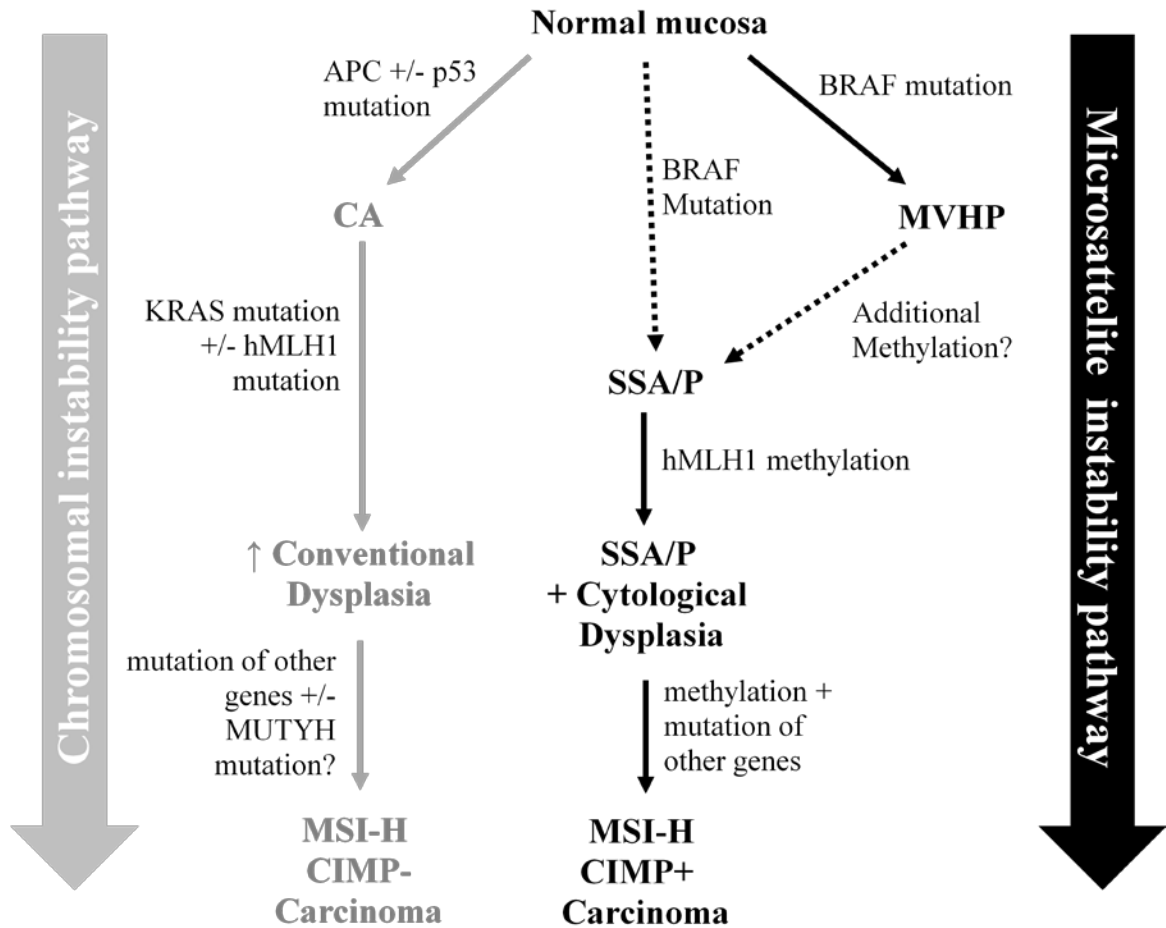 Normal mucosa
APC +/- p53
mutation
BRAF mutation
BRAF
Mutation
CA
MVHP
KRAS mutation
+/- hMLH1
mutation
Additional
Methylation?
SSA/P
hMLH1 methylation
↑ Conventional
Dysplasia
SSA/P
+ Cytological
Dysplasia
mutation of other
genes +/-
MUTYH
mutation?
methylation +
mutation of
other genes
MSI-H
CIMP-
Carcinoma
MSI-H
CIMP+
Carcinoma
Chromosomal instability pathway
Microsattelite instability pathway